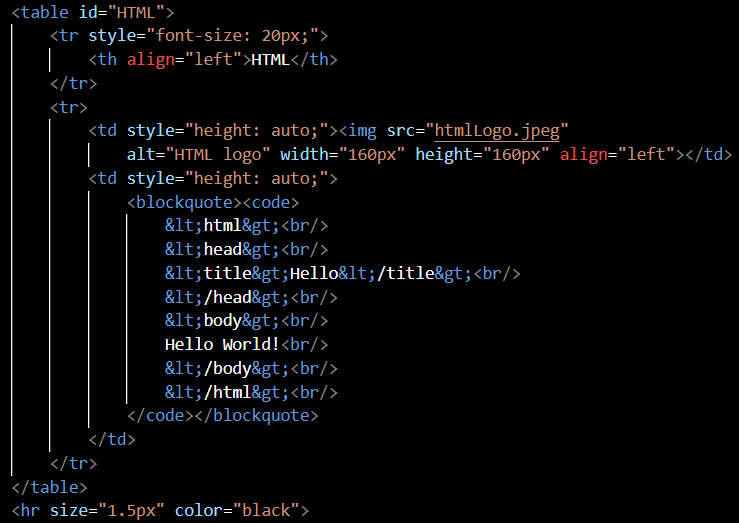 <table id="HTML">
    <tr style="font-size: 20px;">
        <th align="left">HTML</th>
    </tr>
    <tr>
        <td style="height: auto;"><img src="htmlLogo.jpeg"
            alt="HTML logo" width="160px" height="160px" align="left"></td>
        <td style="height: auto;">
            <blockquote><code>
                &lt;html&gt;<br/>
                &lt;head&gt;<br/>
                &lt;title&gt;Hello&lt;/title&gt;<br/>
                &lt;/head&gt;<br/>
                &lt;body&gt;<br/>
                Hello World!<br/>
                &lt;/body&gt;<br/>
                &lt;/html&gt;<br/>
            </code></blockquote>
        </td>
    </tr>
</table>
<hr size="1.5px" color="black">